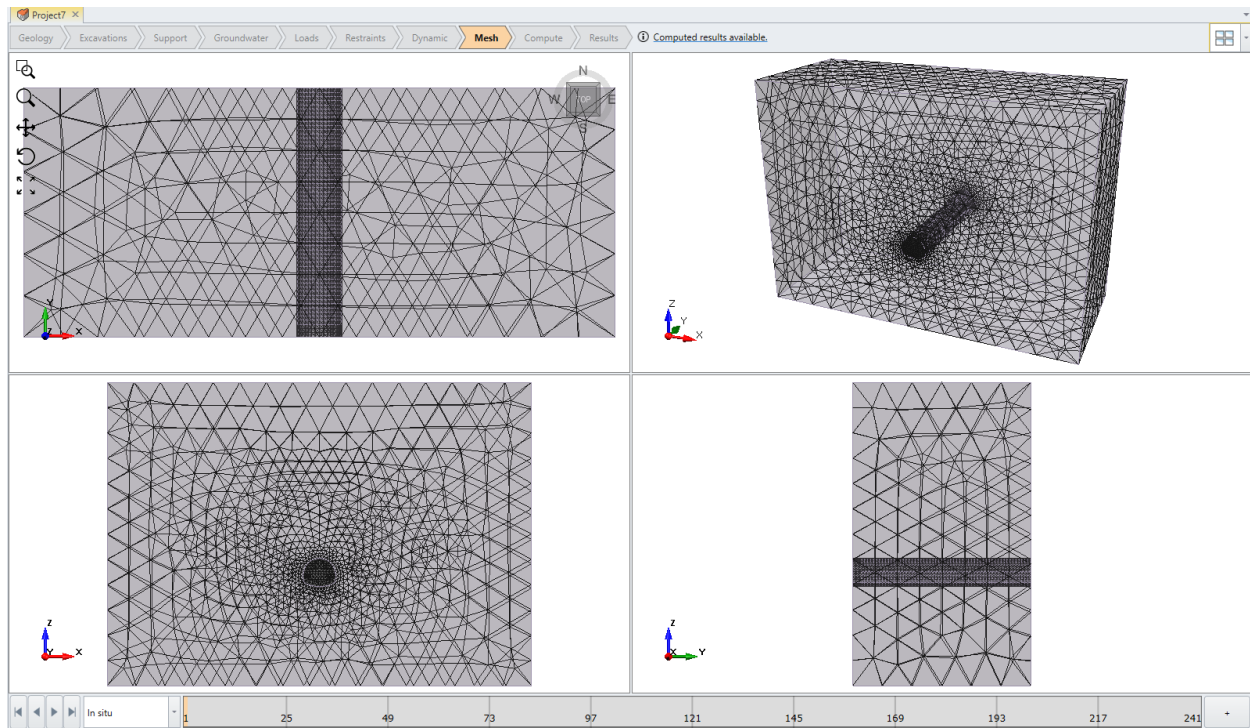 Project7
Geology Excavations Support Groundwater Loads Restraints Dynamic Mesh Compute Results Computed results available.
N
W TOP E
S
Y
Z X
Z
Y
X
Z
Y X
Z
X Y
In situ 1 25 49 73 97 121 145 169 193 217 241 +